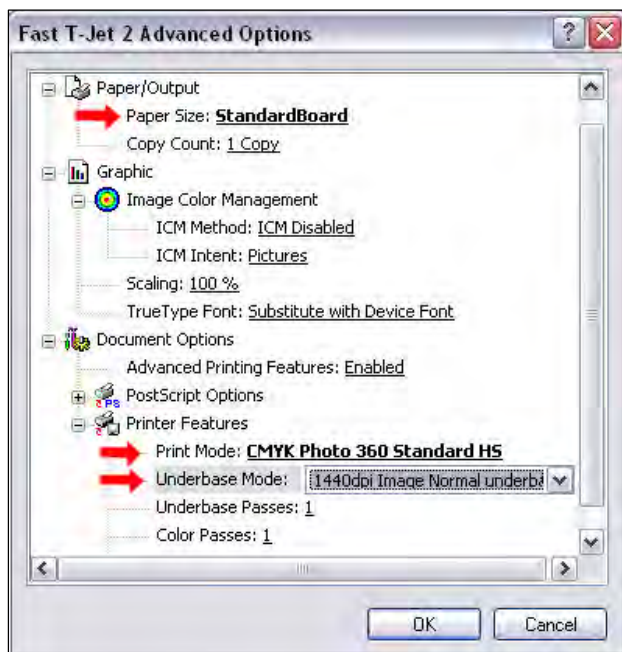 Fast T-Jet 2 Advanced Options
Paper/Output
Paper Size: StandardBoard
Copy Count: 1 Copy
Graphic
Image Color Management
ICM Method: ICM Disabled
ICM Intent: Pictures
Scaling: 100 %
TrueType Font: Substitute with Device Font
Document Options
Advanced Printing Features: Enabled
PostScript Options
Printer Features
Print Mode: CMYK Photo 360 Standard HS
Underbase Mode: 1440dpi Image Normal
Underbase Passes: 1
Color Passes: 1
OK Cancel